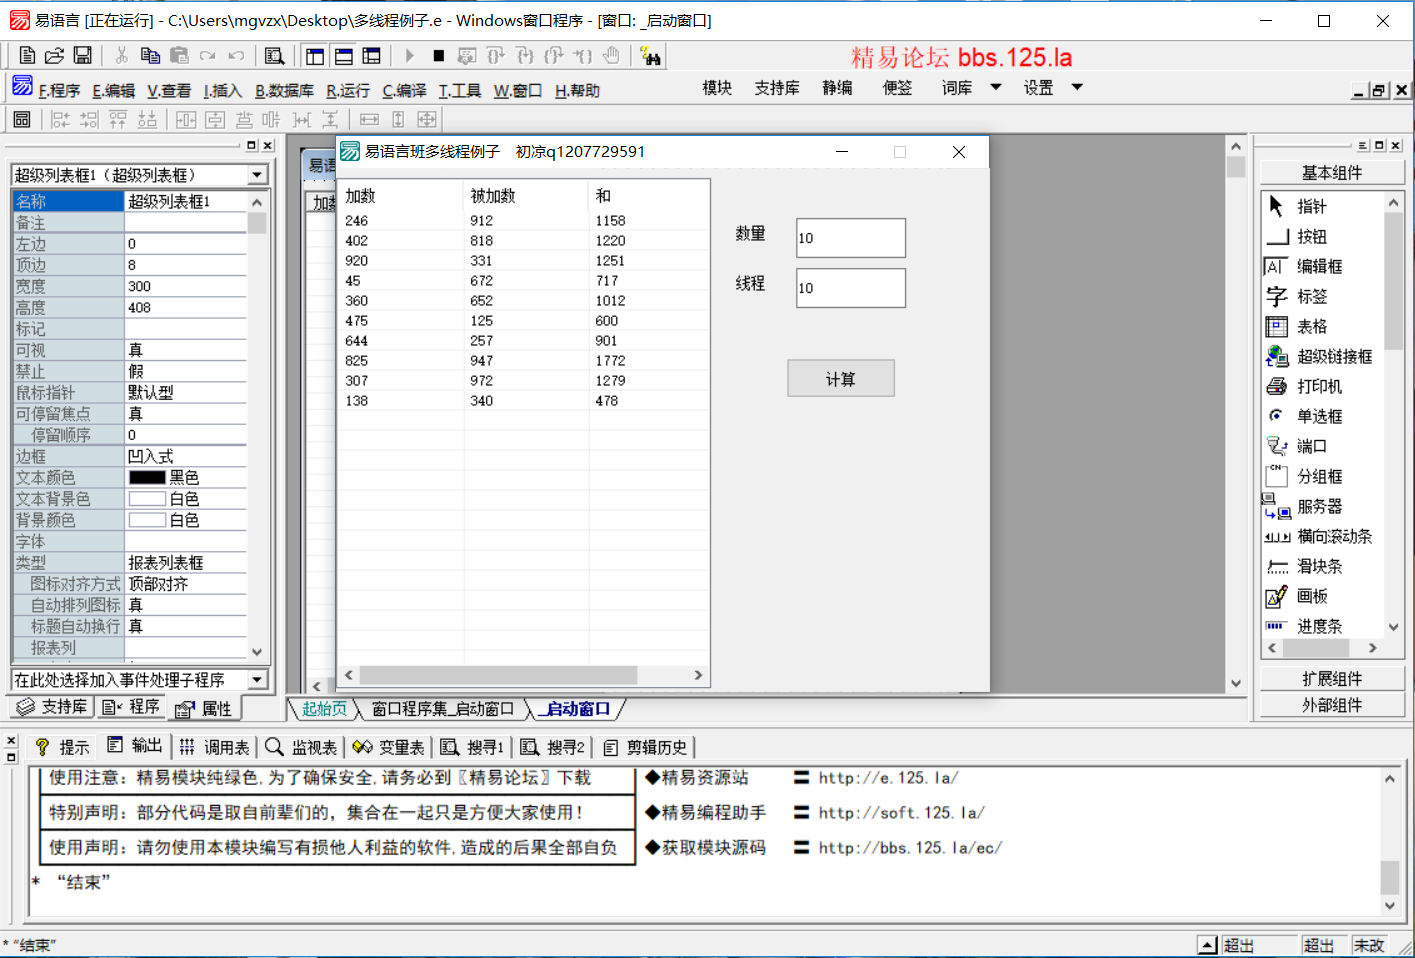 易语言 [正在运行] - C:\Users\mgvzx\Desktop\多线程例子.e - Windows窗口程序 - [窗口: _启动窗口]
精易论坛 bbs.125.la
F.程序 E.编辑 V.查看 I.插入 B.数据库 R.运行 C.编译 T.工具 W.窗口 H.帮助 模块 支持库 静编 便签 词库 设置
超级列表框1（超级列表框）
名称 超级列表框1
备注
左边 0
顶边 8
宽度 300
高度 408
标记
可视 真
禁止 假
鼠标指针 默认型
可停留焦点 真
停留顺序 0
边框 凹入式
文本颜色 黑色
文本背景色 白色
背景颜色 白色
字体
类型 报表列表框
图标对齐方式 顶部对齐
自动排列图标 真
标题自动换行 真
报表列
在此处选择加入事件处理子程序
支持库 程序 属性
易语言班多线程例子 初凉q1207729591
加数 被加数 和
246 912 1158
402 818 1220
920 331 1251
45 672 717
360 652 1012
475 125 600
644 257 901
825 947 1772
307 972 1279
138 340 478
数量 10
线程 10
计算
起始页 窗口程序集_启动窗口 _启动窗口
基本组件
指针
按钮
编辑框
标签
表格
超级链接框
打印机
单选框
端口
分组框
服务器
横向滚动条
滑块条
画板
进度条
扩展组件
外部组件
提示 输出 调用表 监视表 变量表 搜寻1 搜寻2 剪辑历史
使用注意：精易模块纯绿色,为了确保安全,请务必到〖精易论坛〗下载 ◆精易资源站 〓 http://e.125.la/
特别声明：部分代码是取自前辈们的，集合在一起只是方便大家使用！ ◆精易编程助手 〓 http://soft.125.la/
使用声明：请勿使用本模块编写有损他人利益的软件,造成的后果全部自负 ◆获取模块源码 〓 http://bbs.125.la/ec/
* “结束”
* “结束” 超出 超出 未改